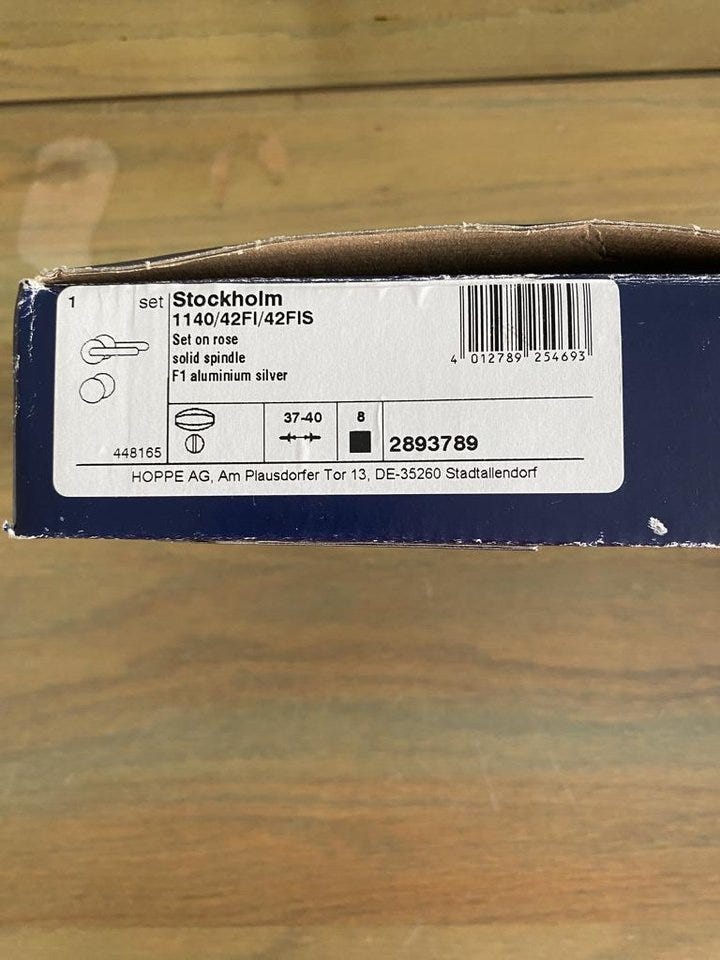 1 set
Stockholm
1140/42FI/42FIS
Set on rose
solid spindle
F1 aluminium silver
4 012789 254693
448165
37-40
8
2893789
HOPPE AG, Am Plausdorfer Tor 13, DE-35260 Stadtallendorf